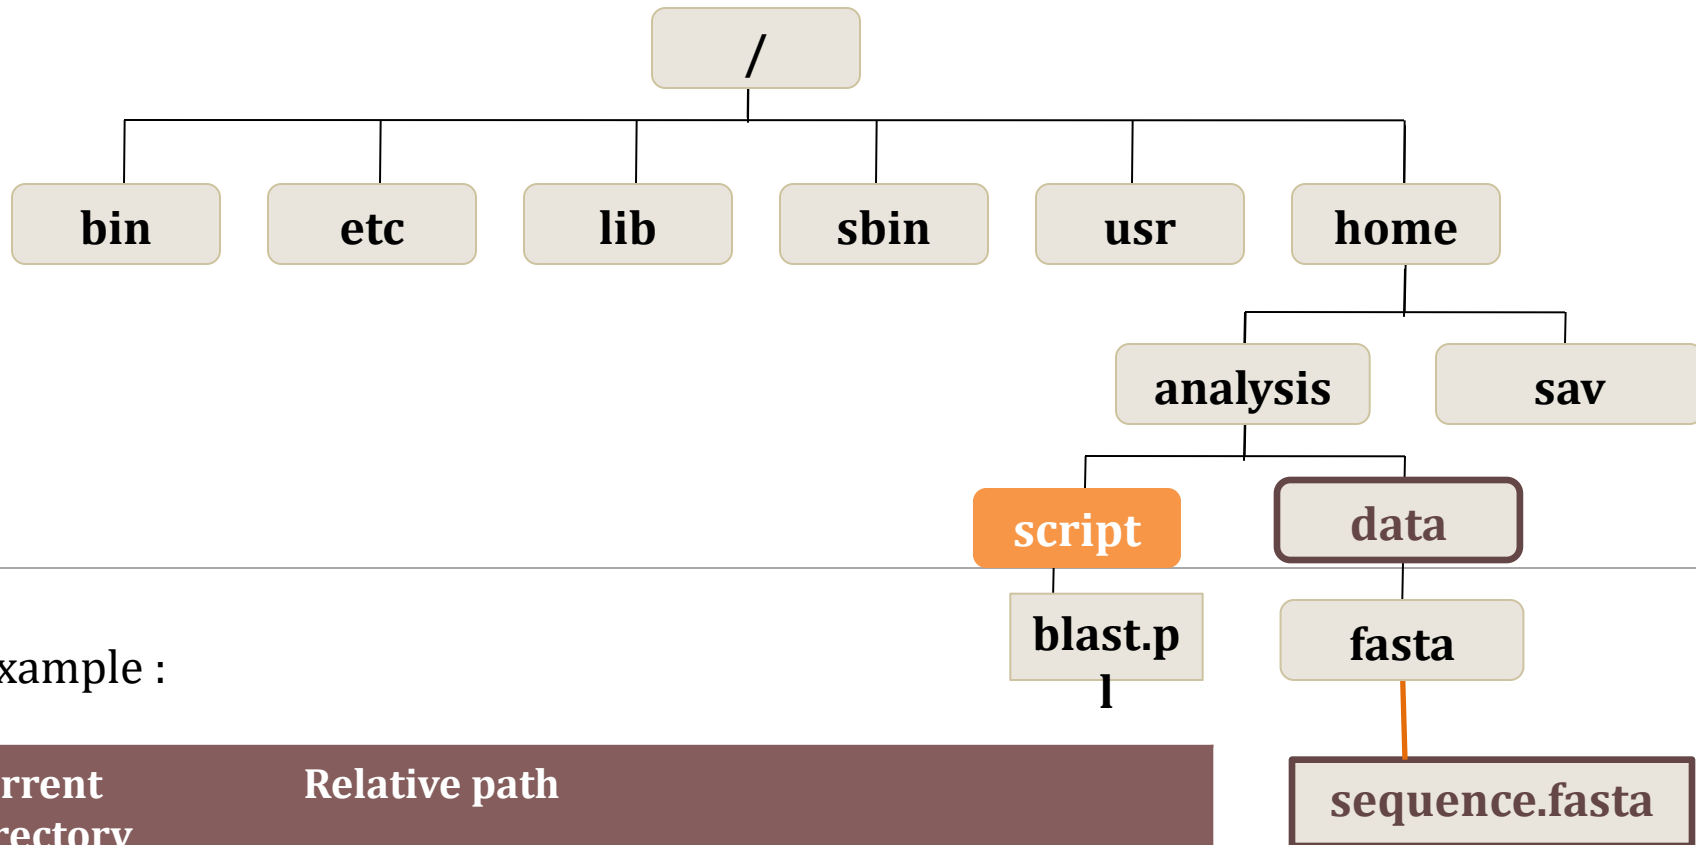 /
bin
etc
lib
sbin
usr
home
analysis
sav
script
data
blast.p
l
fasta
xample :
rrent
rectory
Relative path
sequence.fasta